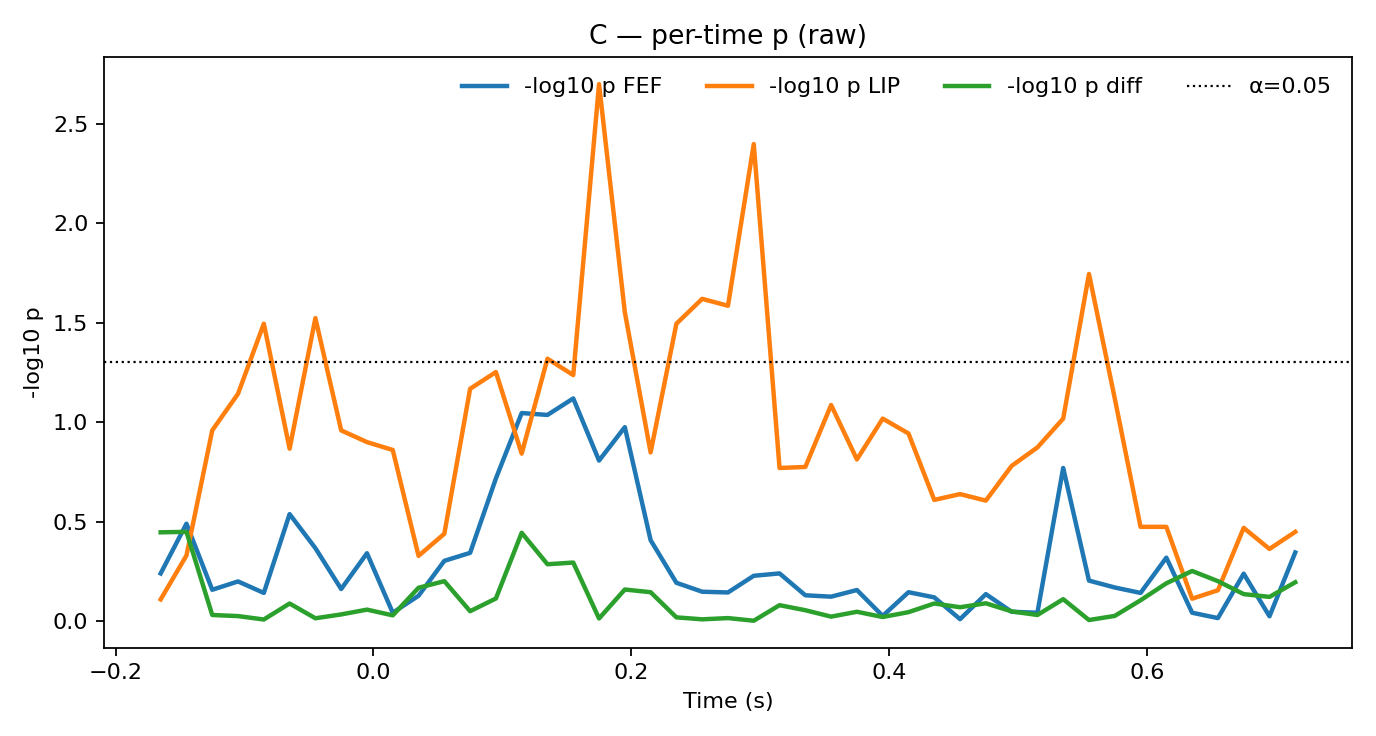 C — per-time p (raw)
-log10 p FEF
-log10 p LIP
-log10 p diff
α=0.05
-log10 p
2.5
2.0
1.5
1.0
0.5
0.0
−0.2
0.0
0.2
0.4
0.6
Time (s)